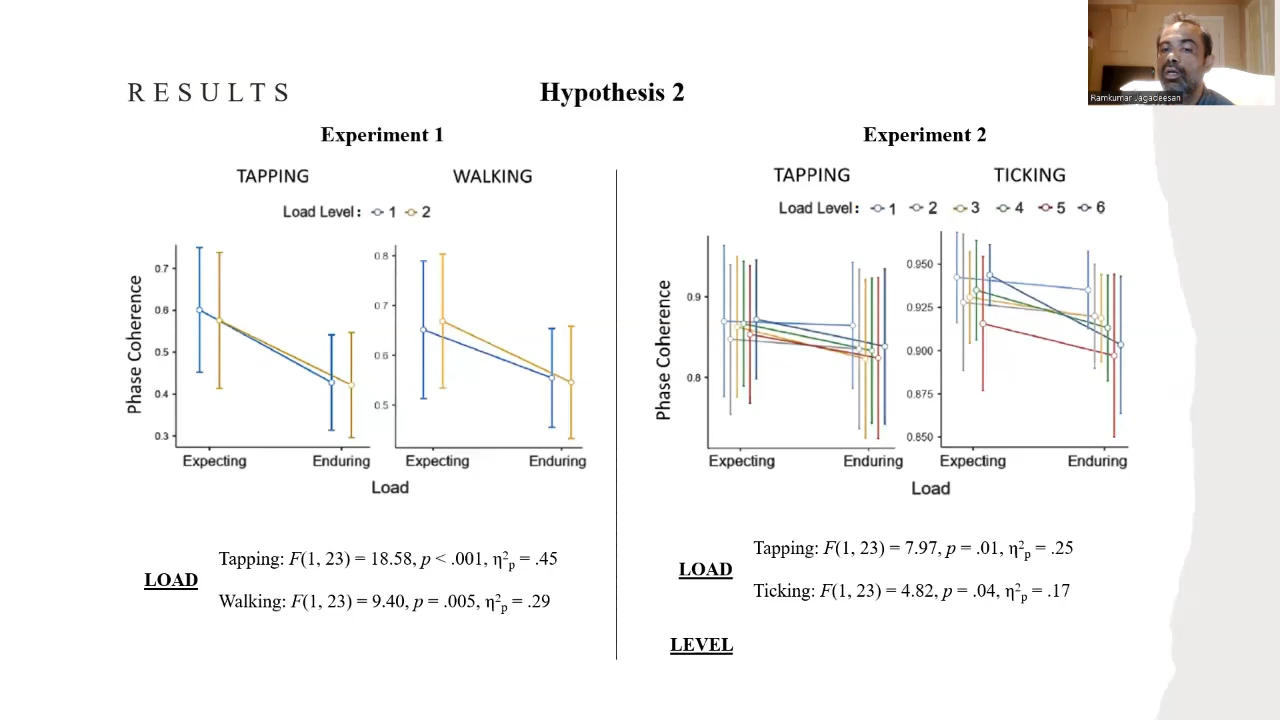 RESULTS
Hypothesis 2
Ramkumar Jagadeesan
Experiment 1
TAPPING
WALKING
Load Level: 1 2
Phase Coherence
0.7
0.6
0.5
0.4
0.3
0.8
0.7
0.6
0.5
Expecting
Enduring
Expecting
Enduring
Load
LOAD
Tapping: F(1, 23) = 18.58, p < .001, η²p = .45
Walking: F(1, 23) = 9.40, p = .005, η²p = .29
Experiment 2
TAPPING
TICKING
Load Level: 1 2 3 4 5 6
Phase Coherence
0.9
0.8
0.950
0.925
0.900
0.875
0.850
Expecting
Enduring
Expecting
Enduring
Load
LOAD
Tapping: F(1, 23) = 7.97, p = .01, η²p = .25
Ticking: F(1, 23) = 4.82, p = .04, η²p = .17
LEVEL